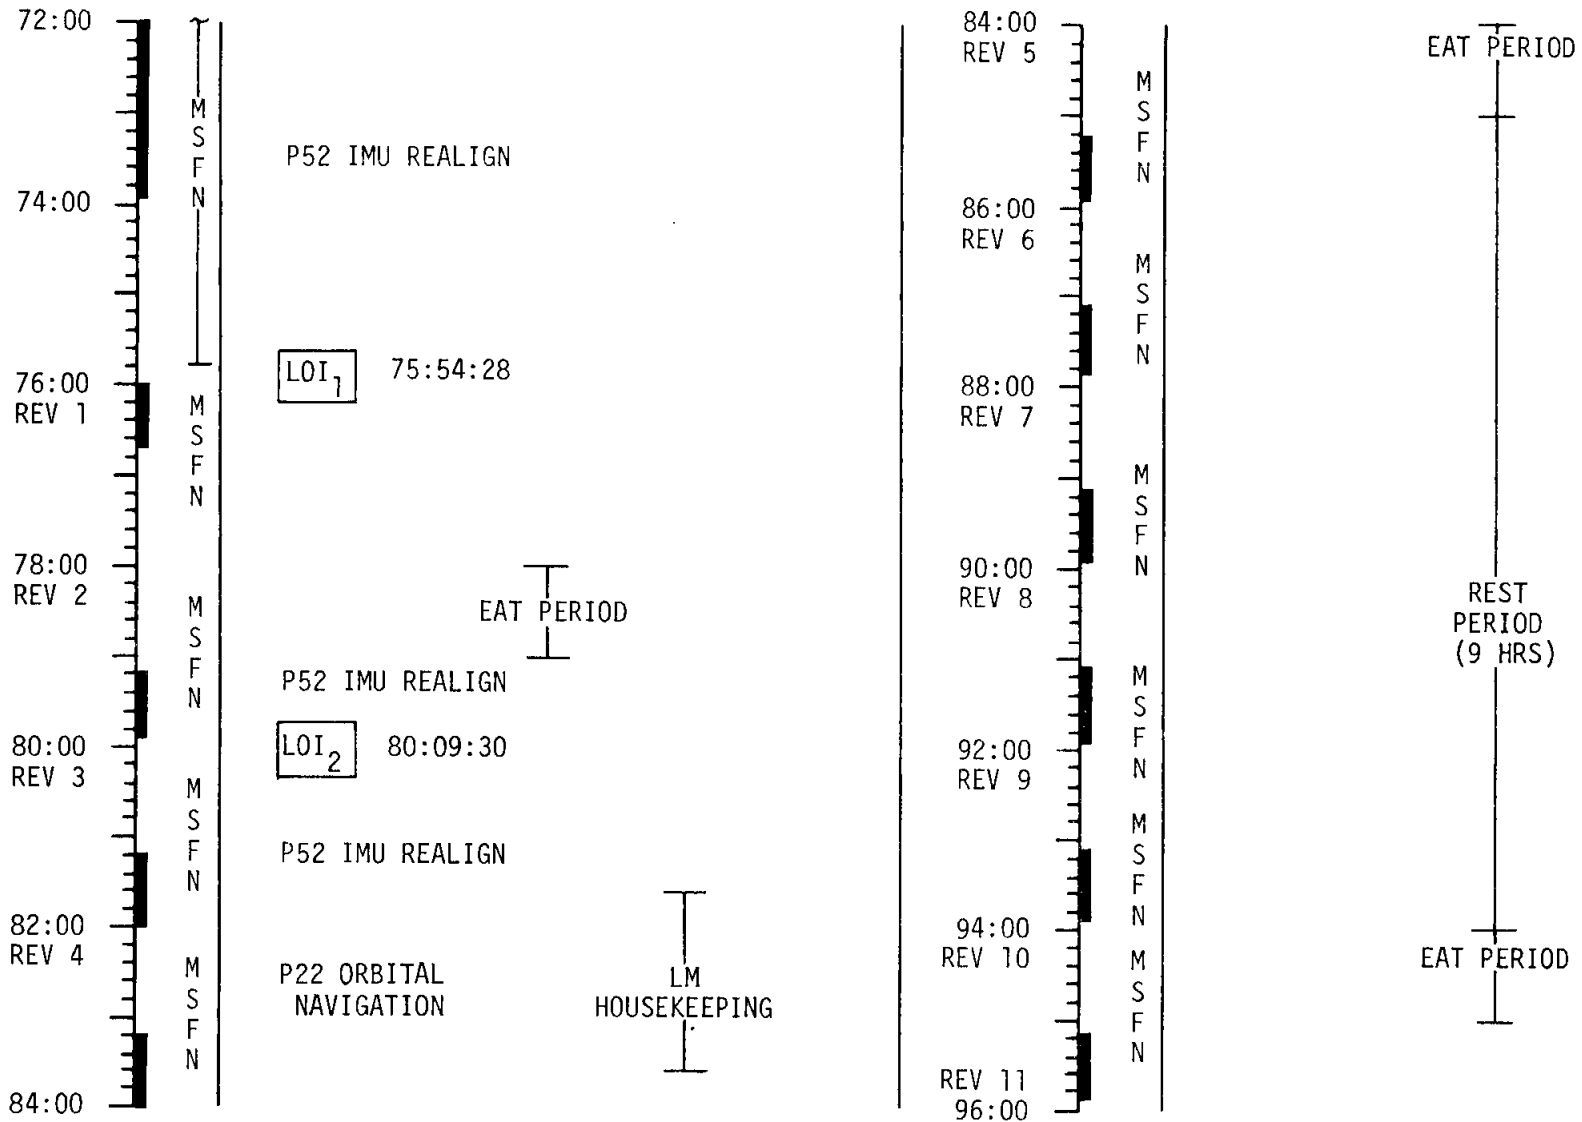 72:00
MSFN
P52 IMU REALIGN
74:00
LOI1 75:54:28
76:00
REV 1
MSFN
78:00
REV 2
MSFN
EAT PERIOD
P52 IMU REALIGN
LOI2 80:09:30
80:00
REV 3
MSFN
P52 IMU REALIGN
82:00
REV 4
MSFN
P22 ORBITAL
NAVIGATION
LM
HOUSEKEEPING
84:00
84:00
REV 5
EAT PERIOD
MSFN
86:00
REV 6
MSFN
88:00
REV 7
MSFN
90:00
REV 8
REST
PERIOD
(9 HRS)
MSFN
92:00
REV 9
MSFN
94:00
REV 10
EAT PERIOD
MSFN
REV 11
96:00